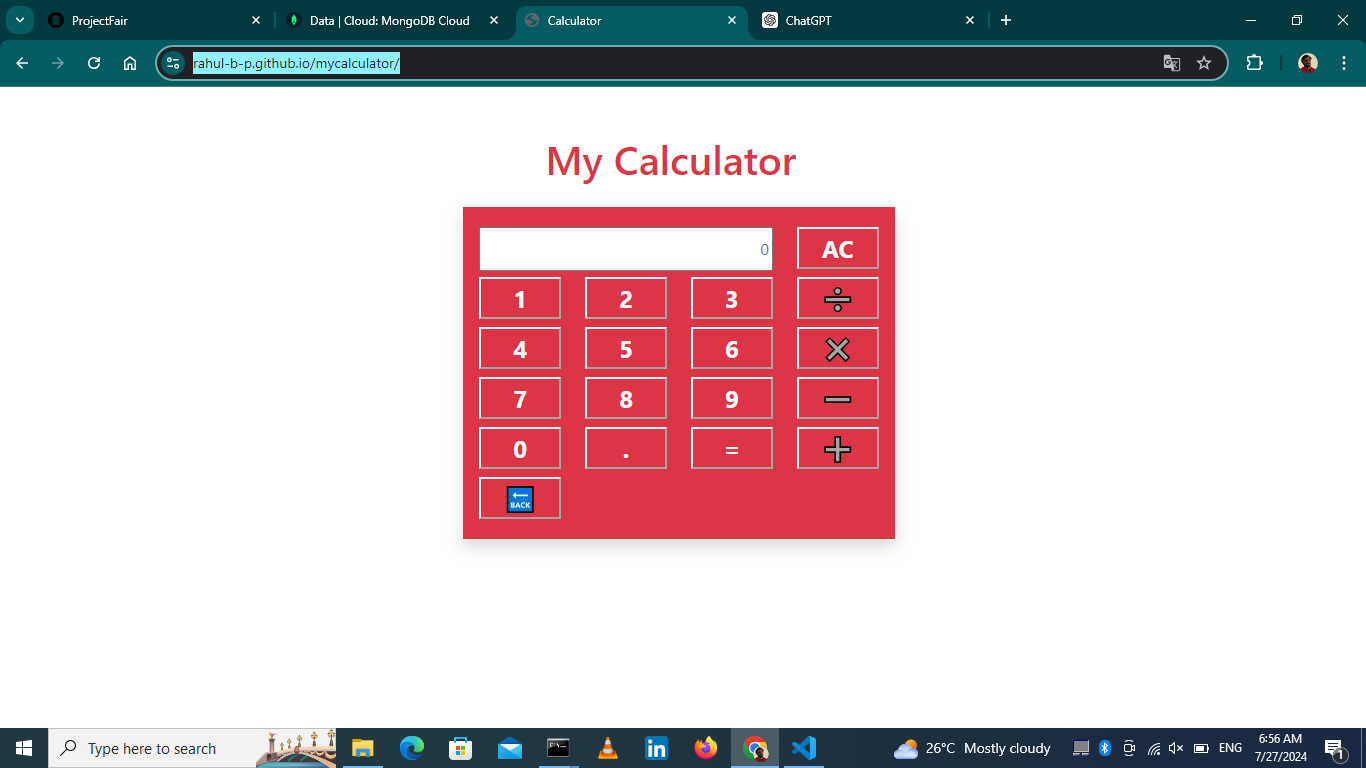 ProjectFair
Data | Cloud: MongoDB Cloud
Calculator
ChatGPT
rahul-b-p.github.io/mycalculator/
My Calculator
0
AC
1 2 3 ÷
4 5 6 ×
7 8 9 −
0 . = +
BACK
Type here to search
26°C Mostly cloudy
ENG
6:56 AM
7/27/2024
1